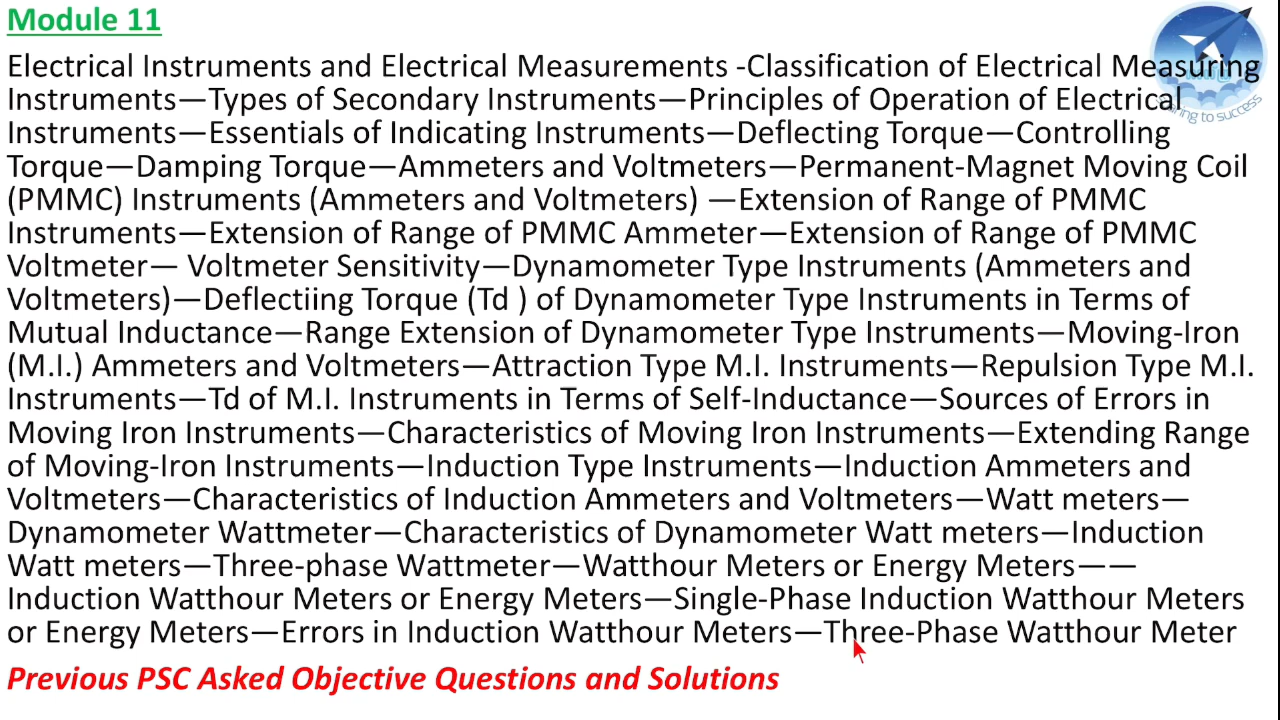 Module 11
Electrical Instruments and Electrical Measurements -Classification of Electrical Measuring
Instruments—Types of Secondary Instruments—Principles of Operation of Electrical
Instruments—Essentials of Indicating Instruments—Deflecting Torque—Controlling
Torque—Damping Torque—Ammeters and Voltmeters—Permanent-Magnet Moving Coil
(PMMC) Instruments (Ammeters and Voltmeters) —Extension of Range of PMMC
Instruments—Extension of Range of PMMC Ammeter—Extension of Range of PMMC
Voltmeter— Voltmeter Sensitivity—Dynamometer Type Instruments (Ammeters and
Voltmeters)—Deflectiing Torque (Td ) of Dynamometer Type Instruments in Terms of
Mutual Inductance—Range Extension of Dynamometer Type Instruments—Moving-Iron
(M.I.) Ammeters and Voltmeters—Attraction Type M.I. Instruments—Repulsion Type M.I.
Instruments—Td of M.I. Instruments in Terms of Self-Inductance—Sources of Errors in
Moving Iron Instruments—Characteristics of Moving Iron Instruments—Extending Range
of Moving-Iron Instruments—Induction Type Instruments—Induction Ammeters and
Voltmeters—Characteristics of Induction Ammeters and Voltmeters—Watt meters—
Dynamometer Wattmeter—Characteristics of Dynamometer Watt meters—Induction
Watt meters—Three-phase Wattmeter—Watthour Meters or Energy Meters——
Induction Watthour Meters or Energy Meters—Single-Phase Induction Watthour Meters
or Energy Meters—Errors in Induction Watthour Meters—Three-Phase Watthour Meter
Previous PSC Asked Objective Questions and Solutions
to success